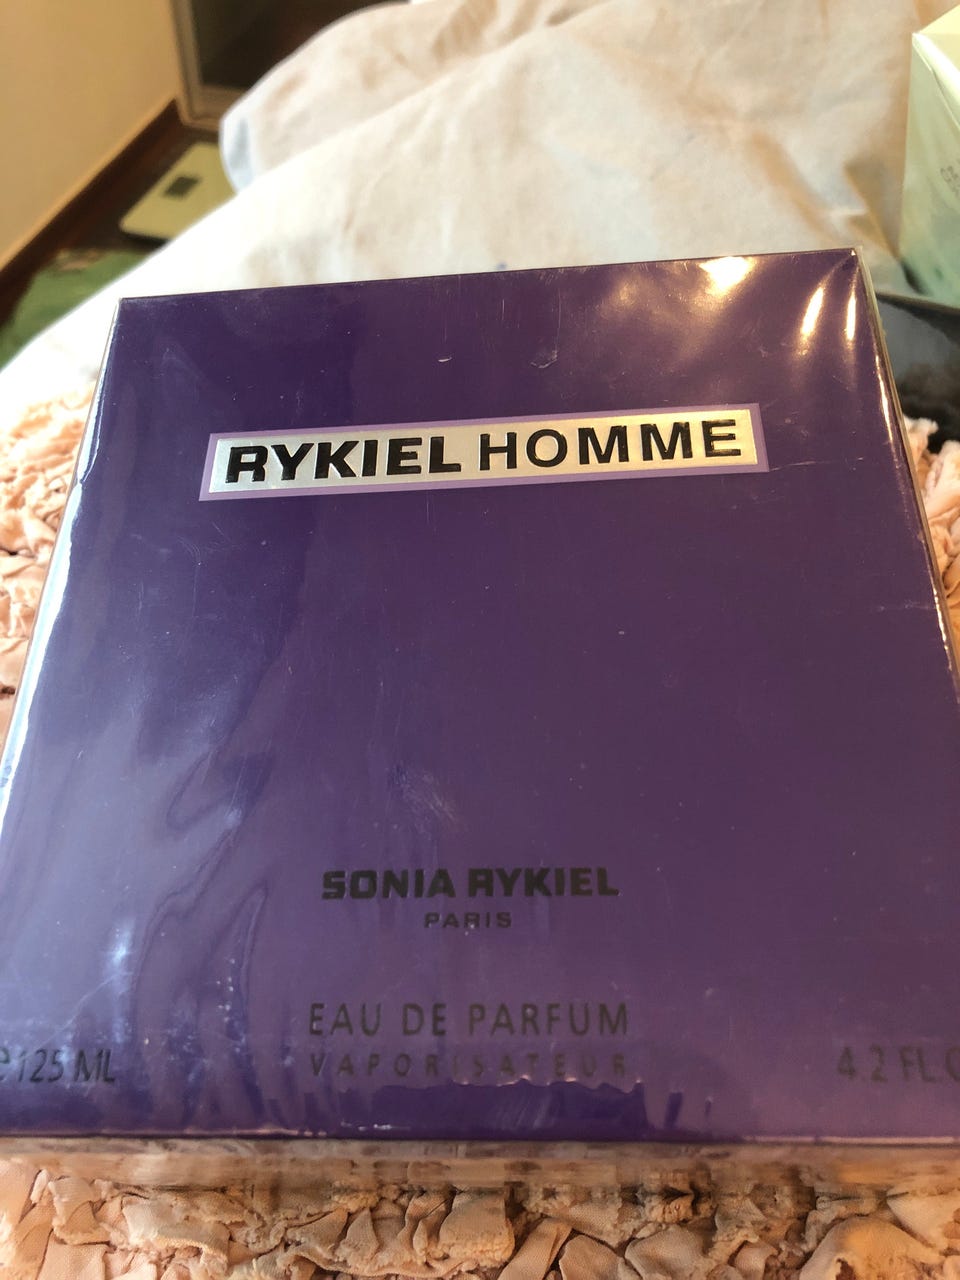 RYKIEL HOMME
SONIA RYKIEL
PARIS
EAU DE PARFUM
VAPORISATEUR
e 125 ML
4.2 FL.